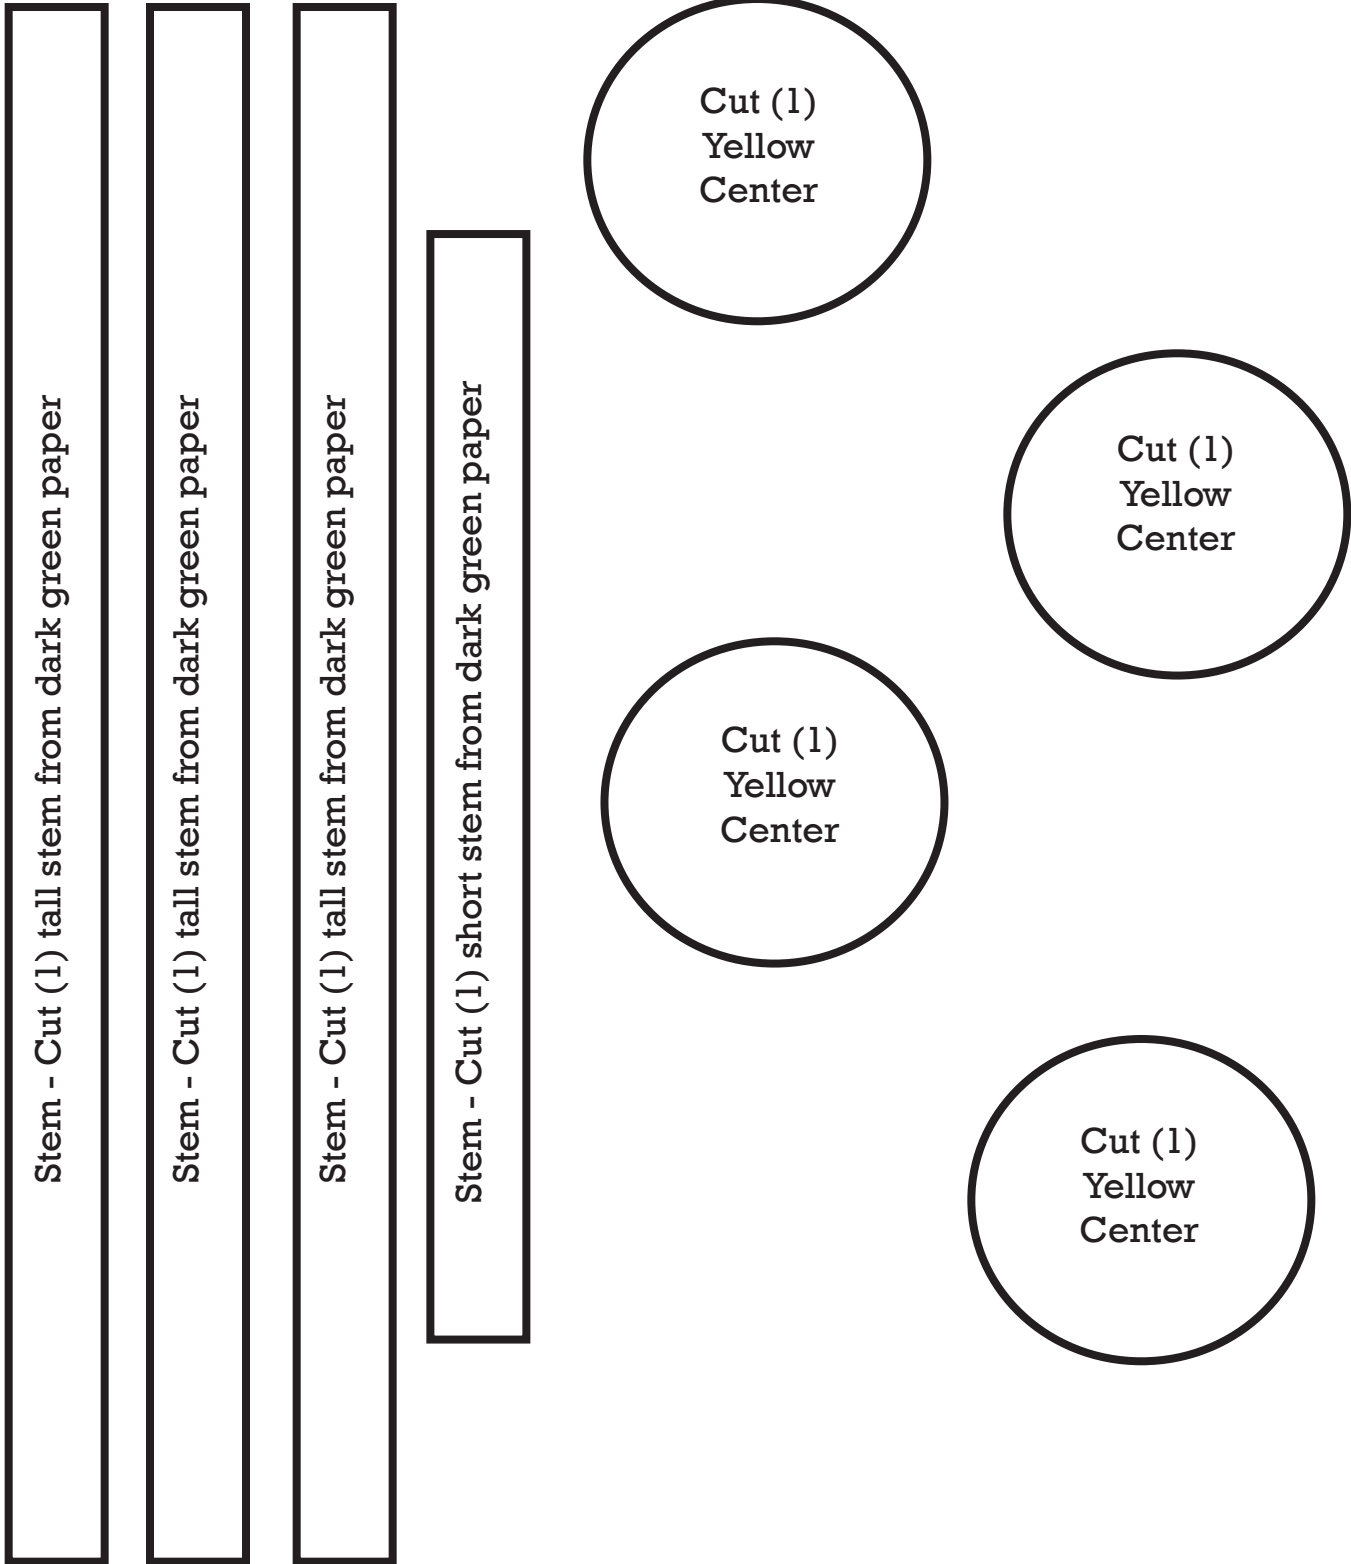 Stem - Cut (1) tall stem from dark green paper
Stem - Cut (1) tall stem from dark green paper
Stem - Cut (1) tall stem from dark green paper
Stem - Cut (1) short stem from dark green paper
Cut (1)
Yellow
Center
Cut (1)
Yellow
Center
Cut (1)
Yellow
Center
Cut (1)
Yellow
Center